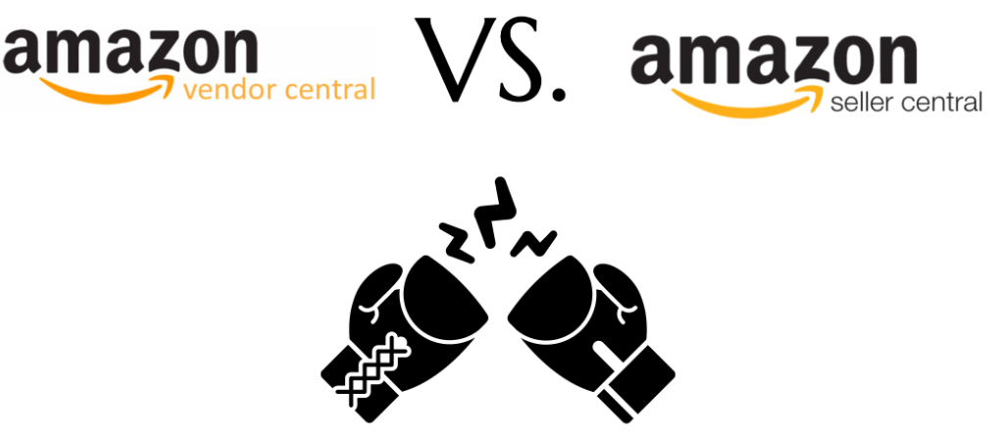 amazon
vendor central
VS.
amazon
seller central